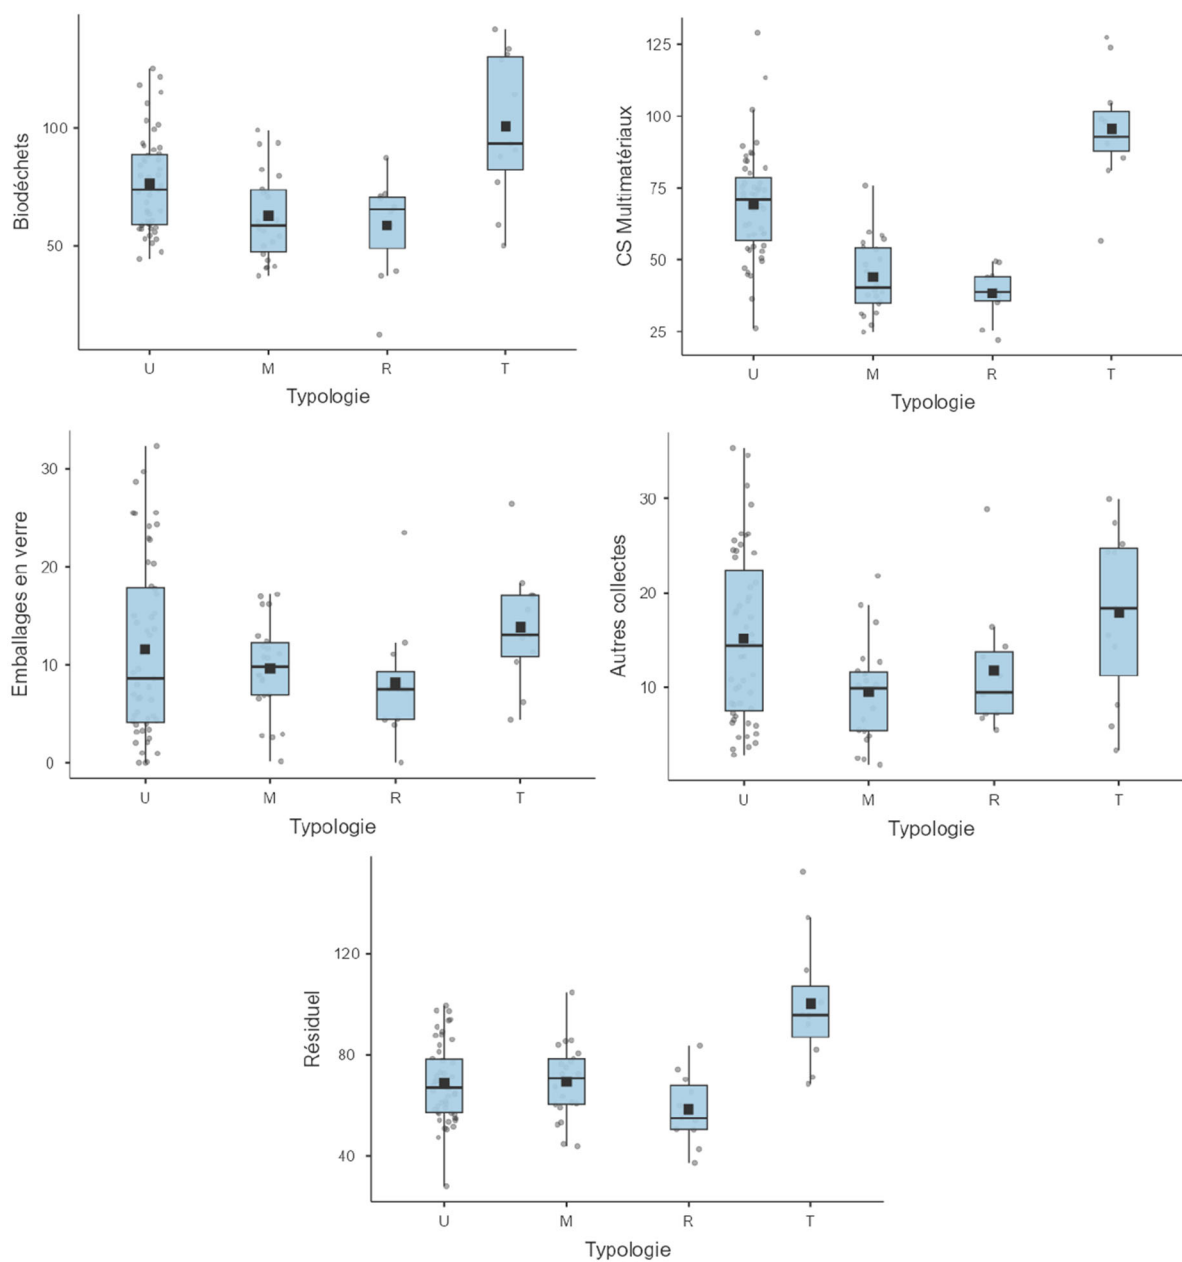 Biodéchets
100
50
U M R T
Typologie
CS Multimatériaux
125
100
75
50
25
U M R T
Typologie
Emballages en verre
30
20
10
0
U M R T
Typologie
Autres collectes
30
20
10
U M R T
Typologie
Résiduel
120
80
40
U M R T
Typologie